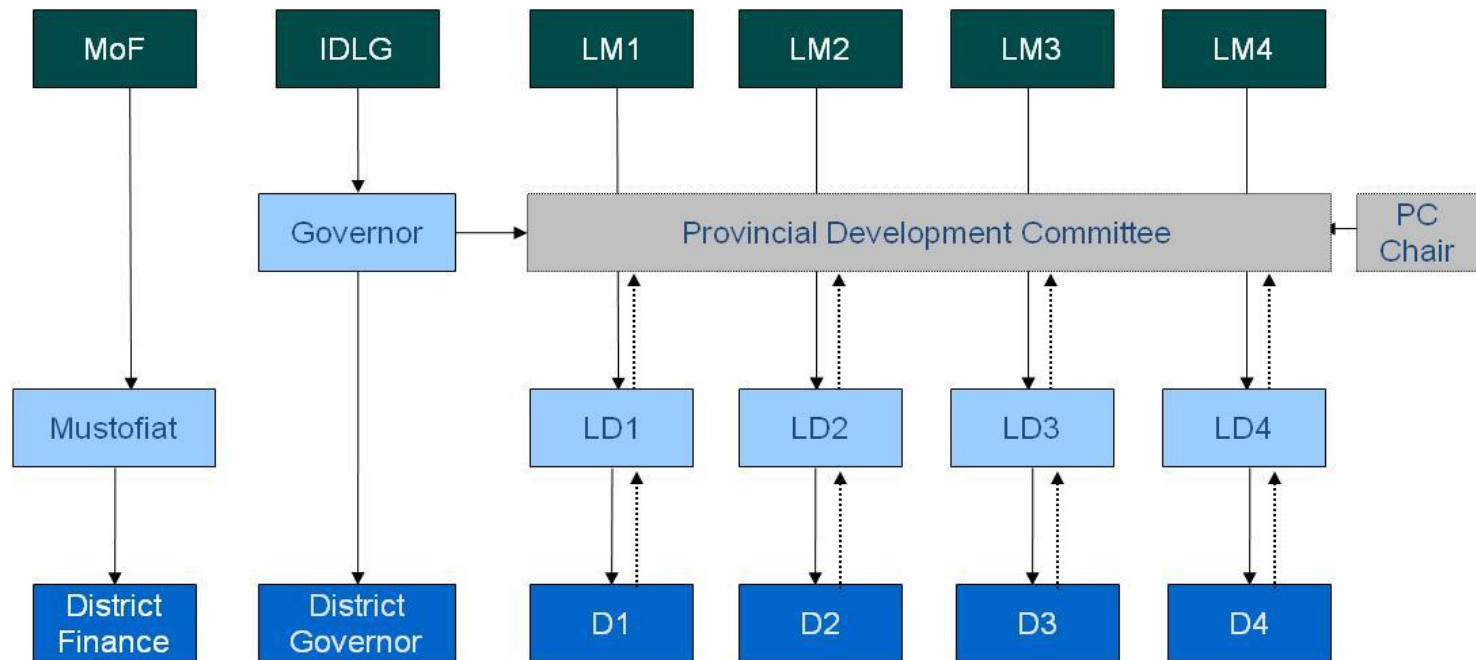 MoF
IDLG
LM1
LM2
LM3
LM4
Governor
Provincial Development Committee
PC
Chair
Mustofiat
LD1
LD2
LD3
LD4
District
Finance
District
Governor
D1
D2
D3
D4